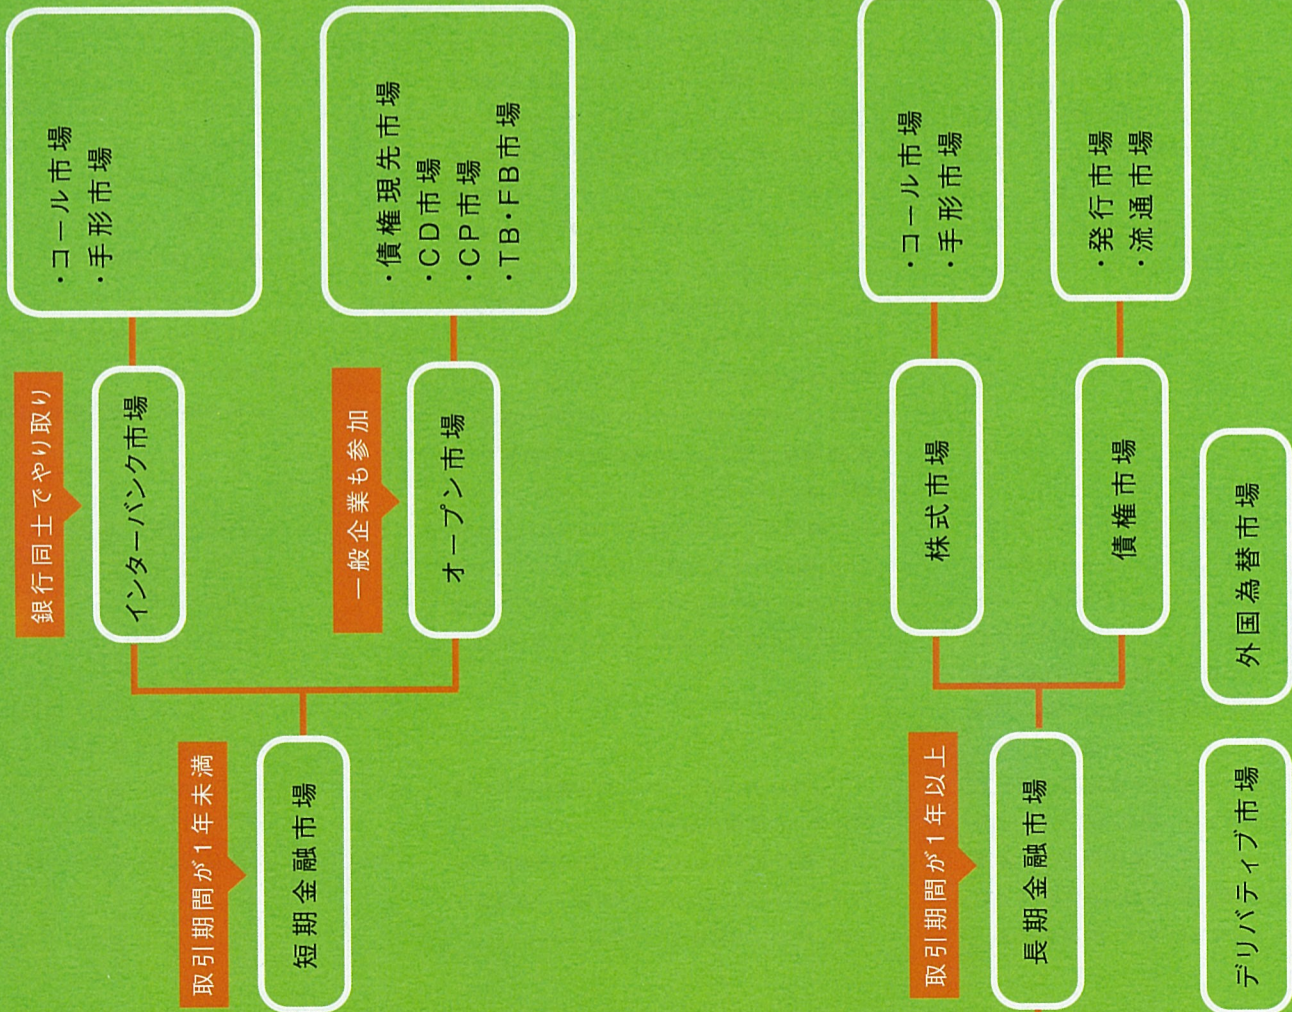 取引期間が1年未満
短期金融市場
銀行同士でやり取り
インターバンク市場
・コール市場
・手形市場
一般企業も参加
オープン市場
・債権現先市場
・CD市場
・CP市場
・TB・FB市場
取引期間が1年以上
長期金融市場
株式市場
・コール市場
・手形市場
債権市場
・発行市場
・流通市場
デリバティブ市場
外国為替市場